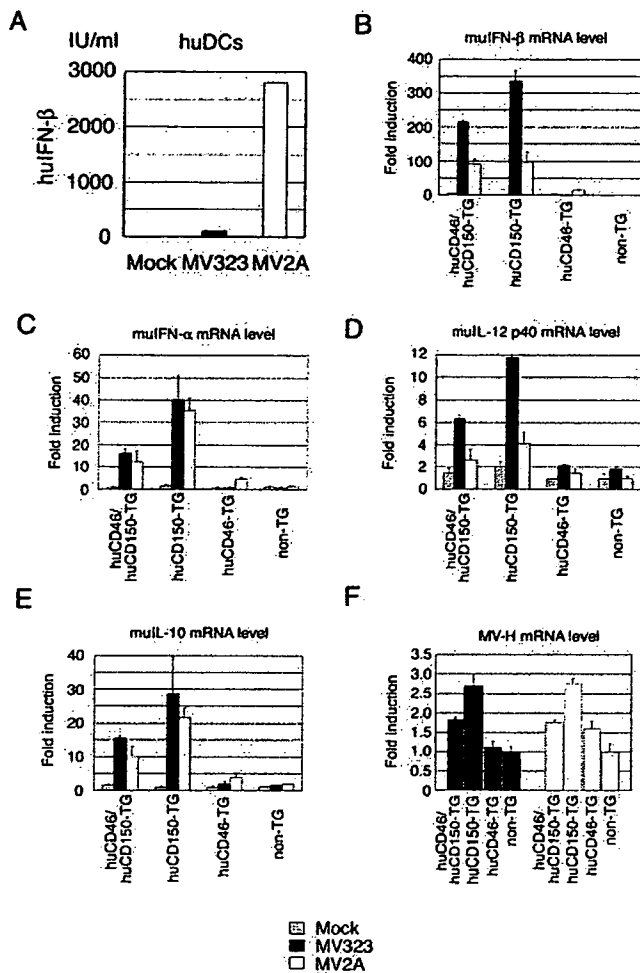 A
IU/ml huDCs
3000
2000
1000
0
huIFN-β
Mock MV323 MV2A
B
muIFN-β mRNA level
400
300
200
100
0
Fold induction
huCD46/
huCD150-TG
huCD150-TG
huCD46-TG
non-TG
C
muIFN-α mRNA level
60
50
40
30
20
10
0
Fold induction
huCD46/
huCD150-TG
huCD150-TG
huCD46-TG
non-TG
D
muIL-12 p40 mRNA level
12
10
8
6
4
2
0
Fold induction
huCD46/
huCD150-TG
huCD150-TG
huCD46-TG
non-TG
E
muIL-10 mRNA level
40
30
20
10
0
Fold induction
huCD46/
huCD150-TG
huCD150-TG
huCD46-TG
non-TG
F
MV-H mRNA level
3.5
3.0
2.5
2.0
1.5
1.0
0.5
0
Fold induction
huCD46/
huCD150-TG
huCD150-TG
huCD46-TG
non-TG
huCD46/
huCD150-TG
huCD150-TG
huCD46-TG
non-TG
Mock
MV323
MV2A